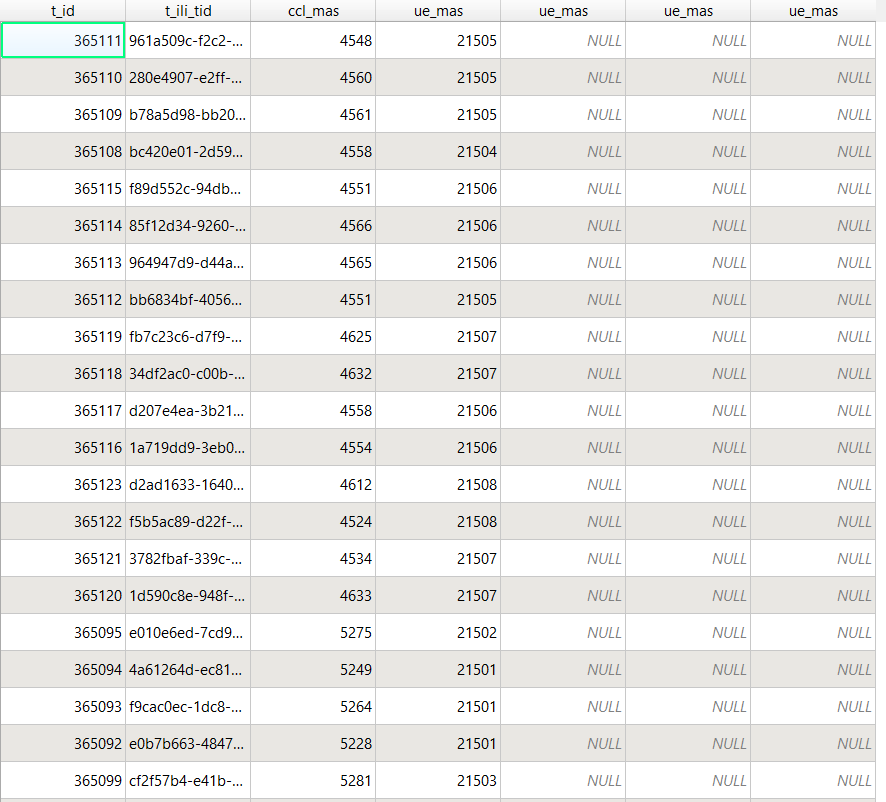 t_id t_ili_tid ccl_mas ue_mas ue_mas ue_mas ue_mas
365111 961a509c-f2c2-... 4548 21505 NULL NULL NULL
365110 280e4907-e2ff-... 4560 21505 NULL NULL NULL
365109 b78a5d98-bb20... 4561 21505 NULL NULL NULL
365108 bc420e01-2d59... 4558 21504 NULL NULL NULL
365115 f89d552c-94db... 4551 21506 NULL NULL NULL
365114 85f12d34-9260-... 4566 21506 NULL NULL NULL
365113 964947d9-d44a... 4565 21506 NULL NULL NULL
365112 bb6834bf-4056... 4551 21505 NULL NULL NULL
365119 fb7c23c6-d7f9-... 4625 21507 NULL NULL NULL
365118 34df2ac0-c00b-... 4632 21507 NULL NULL NULL
365117 d207e4ea-3b21... 4558 21506 NULL NULL NULL
365116 1a719dd9-3eb0... 4554 21506 NULL NULL NULL
365123 d2ad1633-1640... 4612 21508 NULL NULL NULL
365122 f5b5ac89-d22f-... 4524 21508 NULL NULL NULL
365121 3782fbaf-339c-... 4534 21507 NULL NULL NULL
365120 1d590c8e-948f-... 4633 21507 NULL NULL NULL
365095 e010e6ed-7cd9... 5275 21502 NULL NULL NULL
365094 4a61264d-ec81... 5249 21501 NULL NULL NULL
365093 f9cac0ec-1dc8-... 5264 21501 NULL NULL NULL
365092 e0b7b663-4847... 5228 21501 NULL NULL NULL
365099 cf2f57b4-e41b-... 5281 21503 NULL NULL NULL